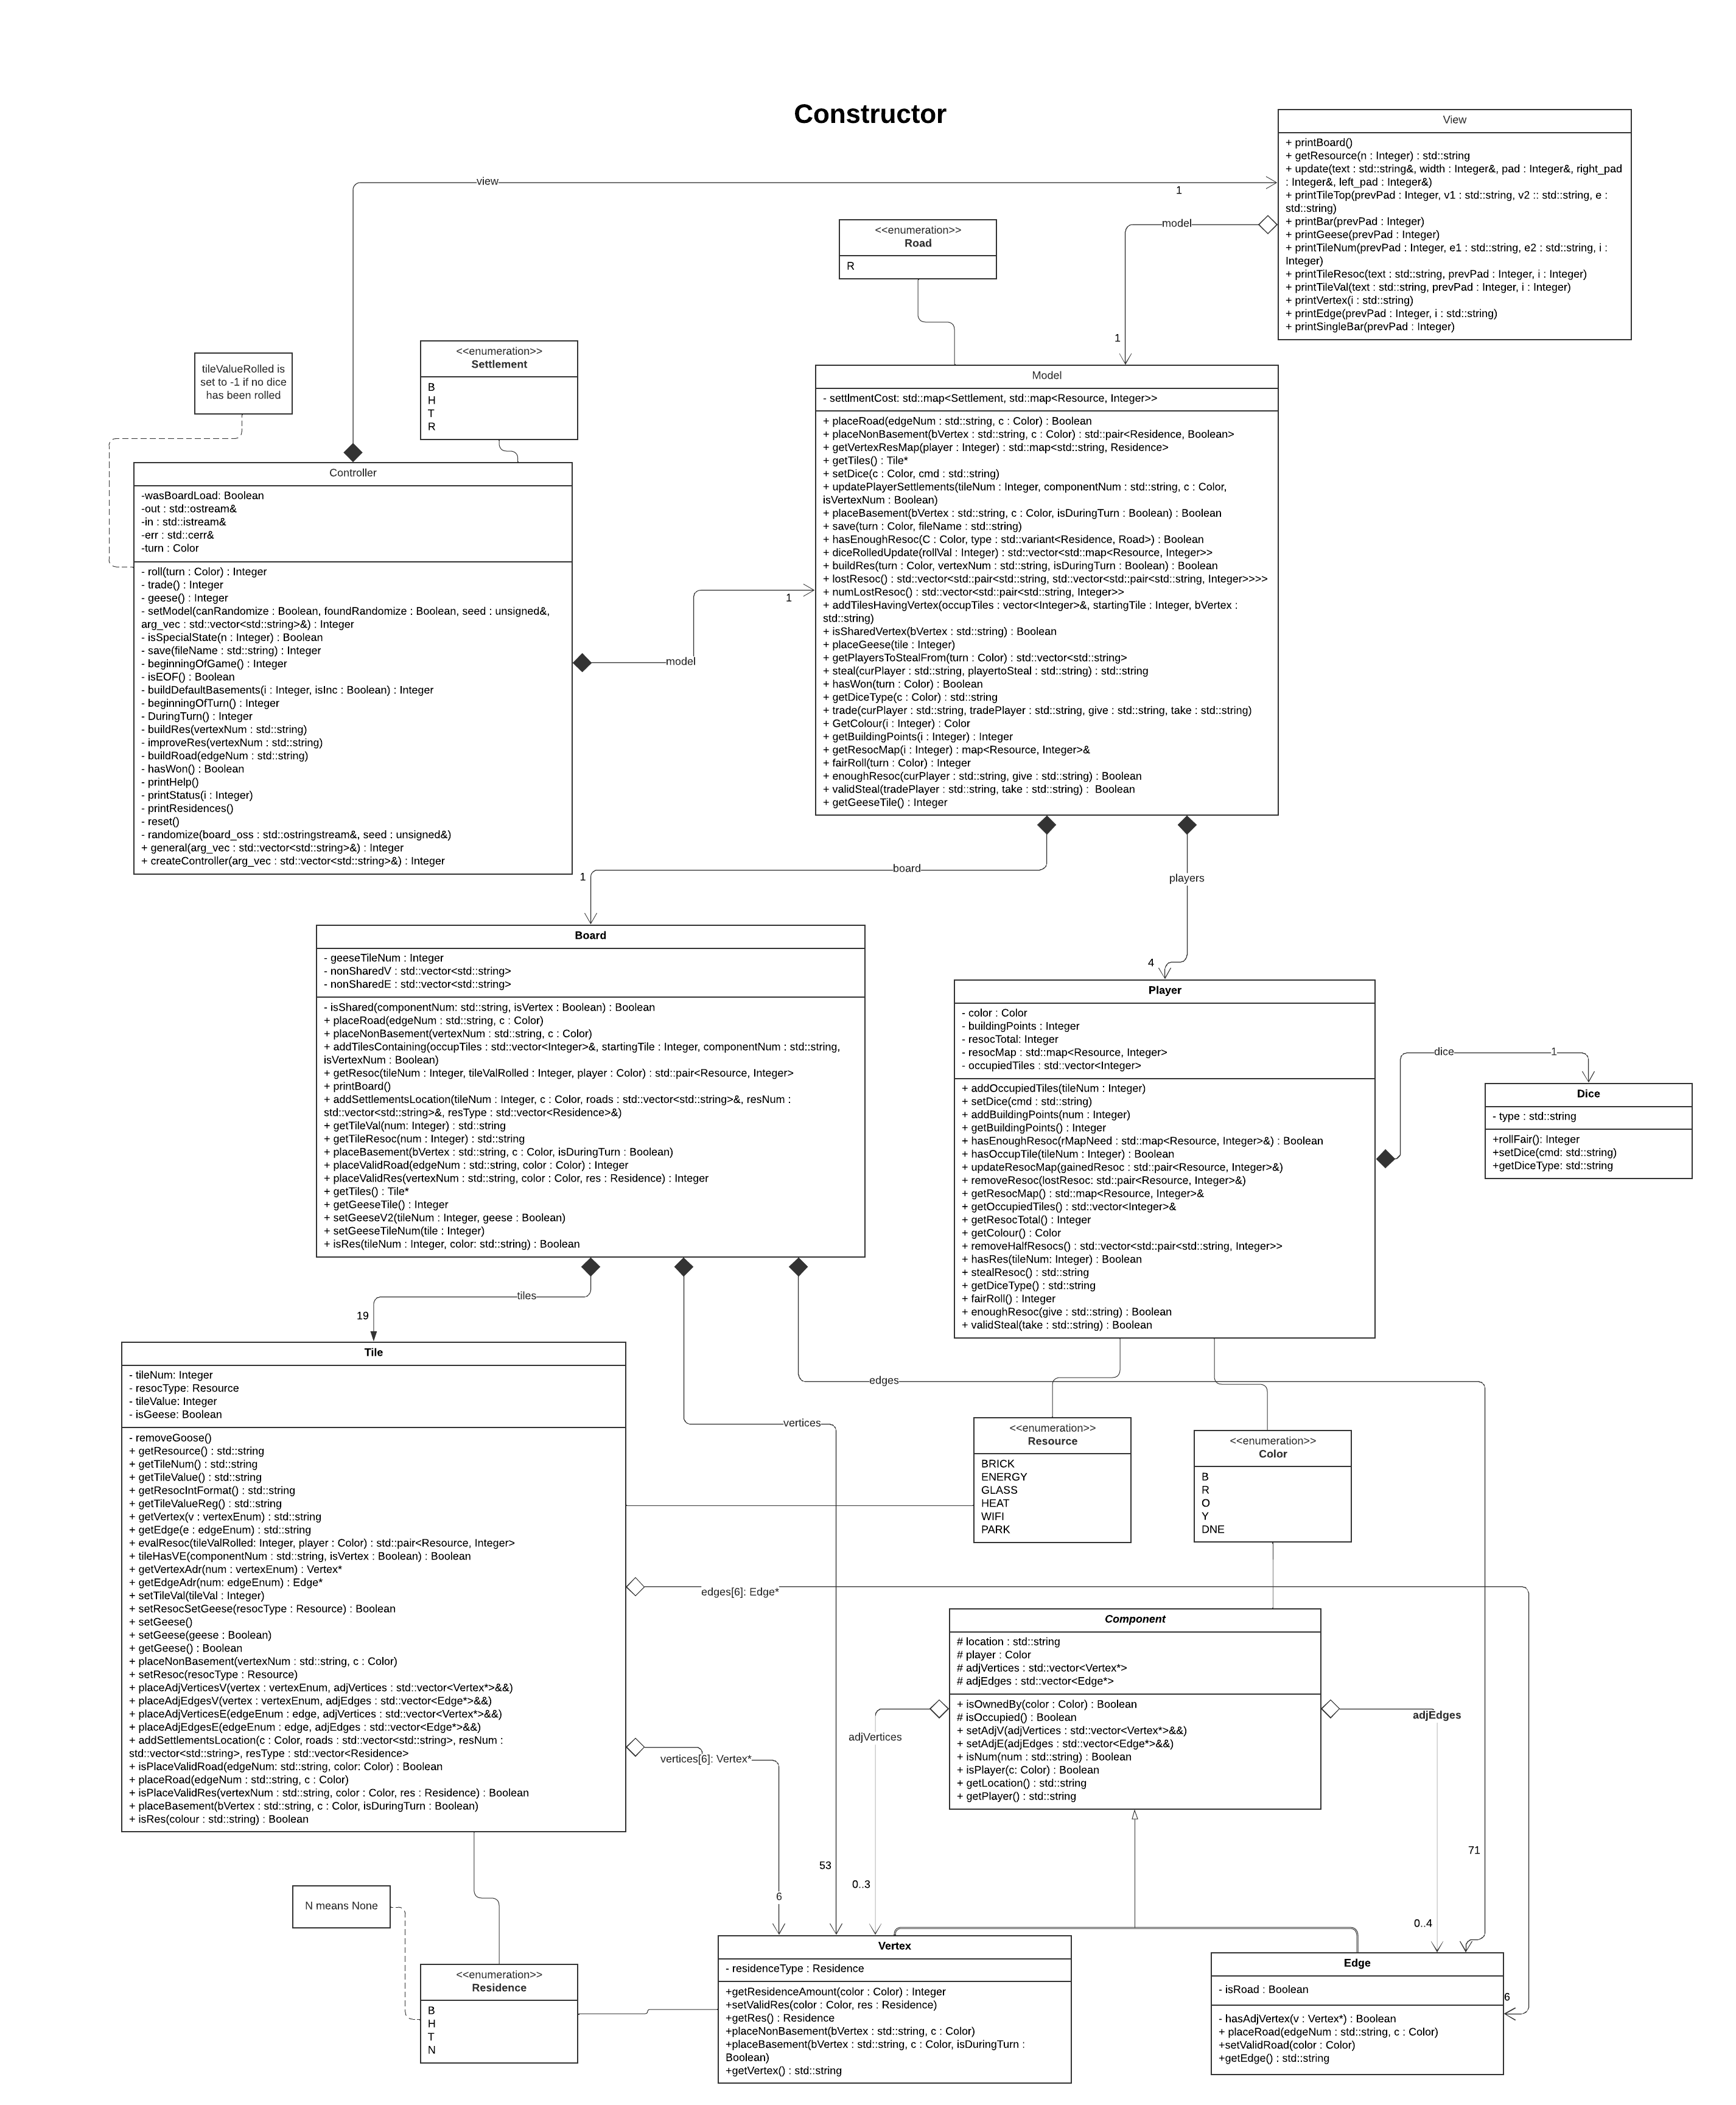 Constructor
View
+ printBoard()
+ getResource(n : Integer) : std::string
+ update(text : std::string&, width : Integer&, pad : Integer&, right_pad
: Integer&, left_pad : Integer&)
+ printTileTop(prevPad : Integer, v1 : std::string, v2 :: std::string, e :
std::string)
+ printBar(prevPad : Integer)
+ printGeese(prevPad : Integer)
+ printTileNum(prevPad : Integer, e1 : std::string, e2 : std::string, i :
Integer)
+ printTileResoc(text : std::string, prevPad : Integer, i : Integer)
+ printTileVal(text : std::string, prevPad : Integer, i : Integer)
+ printVertex(i : std::string)
+ printEdge(prevPad : Integer, i : std::string)
+ printSingleBar(prevPad : Integer)
view
1
model
1
<<enumeration>>
Road
R
<<enumeration>>
Settlement
B
H
T
R
tileValueRolled is
set to -1 if no dice
has been rolled
Controller
-wasBoardLoad: Boolean
-out : std::ostream&
-in : std::istream&
-err : std::cerr&
-turn : Color
- roll(turn : Color) : Integer
- trade() : Integer
- geese() : Integer
- setModel(canRandomize : Boolean, foundRandomize : Boolean, seed : unsigned&,
arg_vec : std::vector<std::string>&) : Integer
- isSpecialState(n : Integer) : Boolean
- save(fileName : std::string) : Integer
- beginningOfGame() : Integer
- isEOF() : Boolean
- buildDefaultBasements(i : Integer, isInc : Boolean) : Integer
- beginningOfTurn() : Integer
- DuringTurn() : Integer
- buildRes(vertexNum : std::string)
- improveRes(vertexNum : std::string)
- buildRoad(edgeNum : std::string)
- hasWon() : Boolean
- printHelp()
- printStatus(i : Integer)
- printResidences()
- reset()
- randomize(board_oss : std::ostringstream&, seed : unsigned&)
+ general(arg_vec : std::vector<std::string>&) : Integer
+ createController(arg_vec : std::vector<std::string>&) : Integer
model
1
Model
- settlmentCost: std::map<Settlement, std::map<Resource, Integer>>
+ placeRoad(edgeNum : std::string, c : Color) : Boolean
+ placeNonBasement(bVertex : std::string, c : Color) : std::pair<Residence, Boolean>
+ getVertexResMap(player : Integer) : std::map<std::string, Residence>
+ getTiles() : Tile*
+ setDice(c : Color, cmd : std::string)
+ updatePlayerSettlements(tileNum : Integer, componentNum : std::string, c : Color,
isVertexNum : Boolean)
+ placeBasement(bVertex : std::string, c : Color, isDuringTurn : Boolean) : Boolean
+ save(turn : Color, fileName : std::string)
+ hasEnoughResoc(C : Color, type : std::variant<Residence, Road>) : Boolean
+ diceRolledUpdate(rollVal : Integer) : std::vector<std::map<Resource, Integer>>
+ buildRes(turn : Color, vertexNum : std::string, isDuringTurn : Boolean) : Boolean
+ lostResoc() : std::vector<std::pair<std::string, std::vector<std::pair<std::string, Integer>>>>
+ numLostResoc() : std::vector<std::pair<std::string, Integer>>
+ addTilesHavingVertex(occupTiles : vector<Integer>&, startingTile : Integer, bVertex :
std::string)
+ isSharedVertex(bVertex : std::string) : Boolean
+ placeGeese(tile : Integer)
+ getPlayersToStealFrom(turn : Color) : std::vector<std::string>
+ steal(curPlayer : std::string, playertoSteal : std::string) : std::string
+ hasWon(turn : Color) : Boolean
+ getDiceType(c : Color) : std::string
+ trade(curPlayer : std::string, tradePlayer : std::string, give : std::string, take : std::string)
+ GetColour(i : Integer) : Color
+ getBuildingPoints(i : Integer) : Integer
+ getResocMap(i : Integer) : map<Resource, Integer>&
+ fairRoll(turn : Color) : Integer
+ enoughResoc(curPlayer : std::string, give : std::string) : Boolean
+ validSteal(tradePlayer : std::string, take : std::string) :  Boolean
+ getGeeseTile() : Integer
board
1
players
4
Board
- geeseTileNum : Integer
- nonSharedV : std::vector<std::string>
- nonSharedE : std::vector<std::string>
- isShared(componentNum: std::string, isVertex : Boolean) : Boolean
+ placeRoad(edgeNum : std::string, c : Color)
+ placeNonBasement(vertexNum : std::string, c : Color)
+ addTilesContaining(occupTiles : std::vector<Integer>&, startingTile : Integer, componentNum : std::string,
isVertexNum : Boolean)
+ getResoc(tileNum : Integer, tileValueRolled : Integer, player : Color) : std::pair<Resource, Integer>
+ printBoard()
+ addSettlementsLocation(tileNum : Integer, c : Color, roads : std::vector<std::string>&, resNum :
std::vector<std::string>&, resType : std::vector<Residence>&)
+ getTileVal(num: Integer) : std::string
+ getTileResoc(num : Integer) : std::string
+ placeBasement(bVertex : std::string, c : Color, isDuringTurn : Boolean)
+ placeValidRoad(edgeNum : std::string, color : Color) : Integer
+ placeValidRes(vertexNum : std::string, color : Color, res : Residence) : Integer
+ getTiles() : Tile*
+ getGeeseTile() : Integer
+ setGeeseV2(tileNum : Integer, geese : Boolean)
+ setGeeseTileNum(tile : Integer)
+ isRes(tileNum : Integer, color: std::string) : Boolean
Player
- color : Color
- buildingPoints : Integer
- resocTotal: Integer
- resocMap : std::map<Resource, Integer>
- occupiedTiles : std::vector<Integer>
+ addOccupiedTiles(tileNum : Integer)
+ setDice(cmd : std::string)
+ addBuildingPoints(num : Integer)
+ getBuildingPoints() : Integer
+ hasEnoughResoc(rMapNeed : std::map<Resource, Integer>&) : Boolean
+ hasOccupTile(tileNum : Integer) : Boolean
+ updateResocMap(gainedResoc : std::pair<Resource, Integer>&)
+ removeResoc(lostResoc: std::pair<Resource, Integer>&)
+ getResocMap() : std::map<Resource, Integer>&
+ getOccupiedTiles() : std::vector<Integer>&
+ getResocTotal() : Integer
+ getColour() : Color
+ removeHalfResocs() : std::vector<std::pair<std::string, Integer>>
+ hasRes(tileNum: Integer) : Boolean
+ stealResoc() : std::string
+ getDiceType() : std::string
+ fairRoll() : Integer
+ enoughResoc(give : std::string) : Boolean
+ validSteal(take : std::string) : Boolean
dice
1
Dice
- type : std::string
+rollFair(): Integer
+setDice(cmd: std::string)
+getDiceType: std::string
tiles
19
vertices
53
edges
71
Tile
- tileNum: Integer
- resocType: Resource
- tileValue: Integer
- isGeese: Boolean
- removeGoose()
+ getResource() : std::string
+ getTileNum() : std::string
+ getTileValue() : std::string
+ getResocIntFormat() : std::string
+ getTileValueReg() : std::string
+ getVertex(v : vertexEnum) : std::string
+ getEdge(e : edgeEnum) : std::string
+ evalResoc(tileValRolled: Integer, player : Color) : std::pair<Resource, Integer>
+ tileHasVE(componentNum : std::string, isVertex : Boolean) : Boolean
+ getVertexAdr(num : vertexEnum) : Vertex*
+ getEdgeAdr(num: edgeEnum) : Edge*
+ setTileVal(tileVal : Integer)
+ setResocSetGeese(resocType : Resource) : Boolean
+ setGeese()
+ setGeese(geese : Boolean)
+ getGeese() : Boolean
+ placeNonBasement(vertexNum : std::string, c : Color)
+ setResoc(resocType : Resource)
+ placeAdjVerticesV(vertex : vertexEnum, adjVertices : std::vector<Vertex*>&&)
+ placeAdjEdgesV(vertex : vertexEnum, adjEdges : std::vector<Edge*>&&)
+ placeAdjVerticesE(edgeEnum : edge, adjVertices : std::vector<Vertex*>&&)
+ placeAdjEdgesE(edgeEnum : edge, adjEdges : std::vector<Edge*>&&)
+ addSettlementsLocation(c : Color, roads : std::vector<std::string>, resNum :
std::vector<std::string>, resType : std::vector<Residence>
+ isPlaceValidRoad(edgeNum: std::string, color: Color) : Boolean
+ placeRoad(edgeNum : std::string, c : Color)
+ isPlaceValidRes(vertexNum : std::string, color : Color, res : Residence) : Boolean
+ placeBasement(bVertex : std::string, c : Color, isDuringTurn : Boolean)
+ isRes(colour : std::string) : Boolean
<<enumeration>>
Resource
BRICK
ENERGY
GLASS
HEAT
WIFI
PARK
<<enumeration>>
Color
B
R
O
Y
DNE
edges[6]: Edge*
6
vertices[6]: Vertex*
6
Component
# location : std::string
# player : Color
# adjVertices : std::vector<Vertex*>
# adjEdges : std::vector<Edge*>
+ isOwnedBy(color : Color) : Boolean
# isOccupied() : Boolean
+ setAdjV(adjVertices : std::vector<Vertex*>&&)
+ setAdjE(adjEdges : std::vector<Edge*>&&)
+ isNum(num : std::string) : Boolean
+ isPlayer(c: Color) : Boolean
+ getLocation() : std::string
+ getPlayer() : std::string
adjVertices
0..3
adjEdges
0..4
N means None
<<enumeration>>
Residence
B
H
T
N
Vertex
- residenceType : Residence
+getResidenceAmount(color : Color) : Integer
+setValidRes(color : Color, res : Residence)
+getRes() : Residence
+placeNonBasement(bVertex : std::string, c : Color)
+placeBasement(bVertex : std::string, c : Color, isDuringTurn :
Boolean)
+getVertex() : std::string
Edge
- isRoad : Boolean
- hasAdjVertex(v : Vertex*) : Boolean
+ placeRoad(edgeNum : std::string, c : Color)
+setValidRoad(color : Color)
+getEdge() : std::string